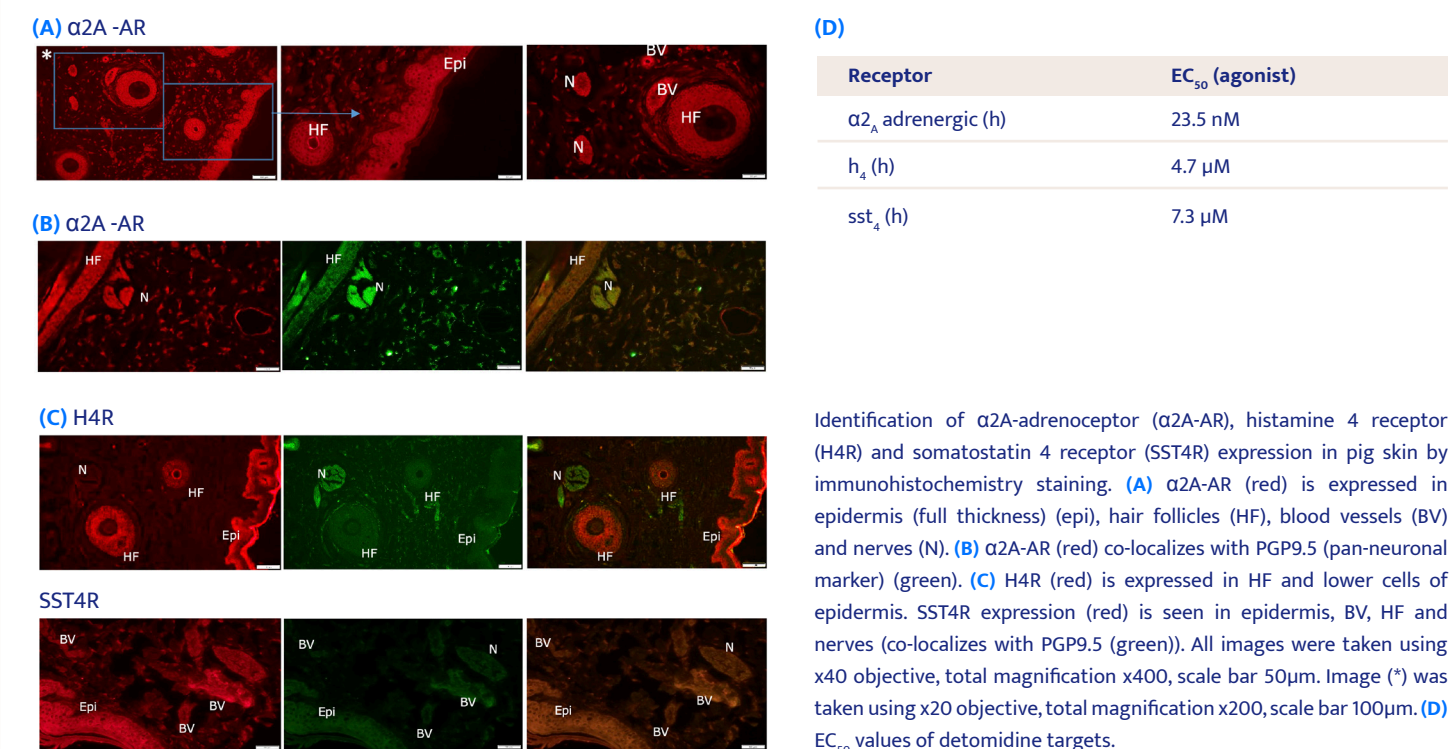 (A) α2A -AR
*
Epi
HF
BV
N
BV
HF
N
(B) α2A -AR
HF
N
HF
N
HF
N
(C) H4R
N
HF
Epi
HF
N
HF
Epi
HF
N
HF
Epi
HF
SST4R
BV
Epi
BV
BV
BV
N
BV
Epi
BV
BV
N
BV
Epi
BV
(D)
Receptor EC₅₀ (agonist)
α2ₐ adrenergic (h) 23.5 nM
h₄ (h) 4.7 µM
sst₄ (h) 7.3 µM
Identification of α2A-adrenoceptor (α2A-AR), histamine 4 receptor
(H4R) and somatostatin 4 receptor (SST4R) expression in pig skin by
immunohistochemistry staining. (A) α2A-AR (red) is expressed in
epidermis (full thickness) (epi), hair follicles (HF), blood vessels (BV)
and nerves (N). (B) α2A-AR (red) co-localizes with PGP9.5 (pan-neuronal
marker) (green). (C) H4R (red) is expressed in HF and lower cells of
epidermis. SST4R expression (red) is seen in epidermis, BV, HF and
nerves (co-localizes with PGP9.5 (green)). All images were taken using
x40 objective, total magnification x400, scale bar 50µm. Image (*) was
taken using x20 objective, total magnification x200, scale bar 100µm. (D)
EC₅₀ values of detomidine targets.